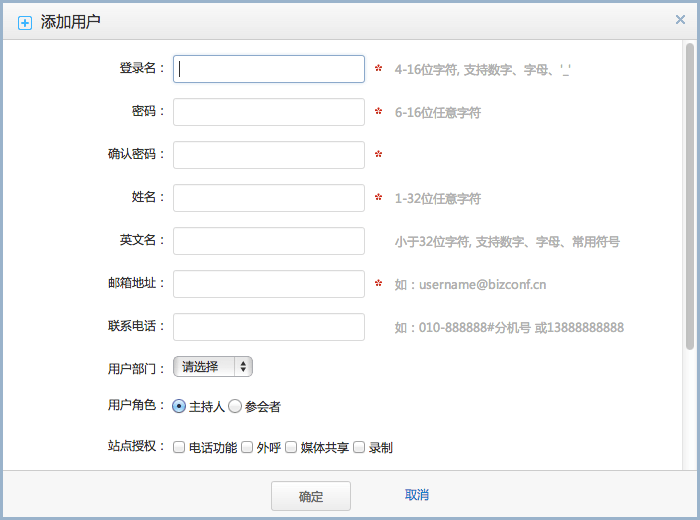 添加用户
登录名： * 4-16位字符, 支持数字、字母、'_'
密码： * 6-16位任意字符
确认密码： *
姓名： * 1-32位任意字符
英文名： 小于32位字符, 支持数字、字母、常用符号
邮箱地址： * 如：username@bizconf.cn
联系电话： 如：010-888888#分机号 或13888888888
用户部门： 请选择
用户角色： 主持人 参会者
站点授权： 电话功能 外呼 媒体共享 录制
确定 取消